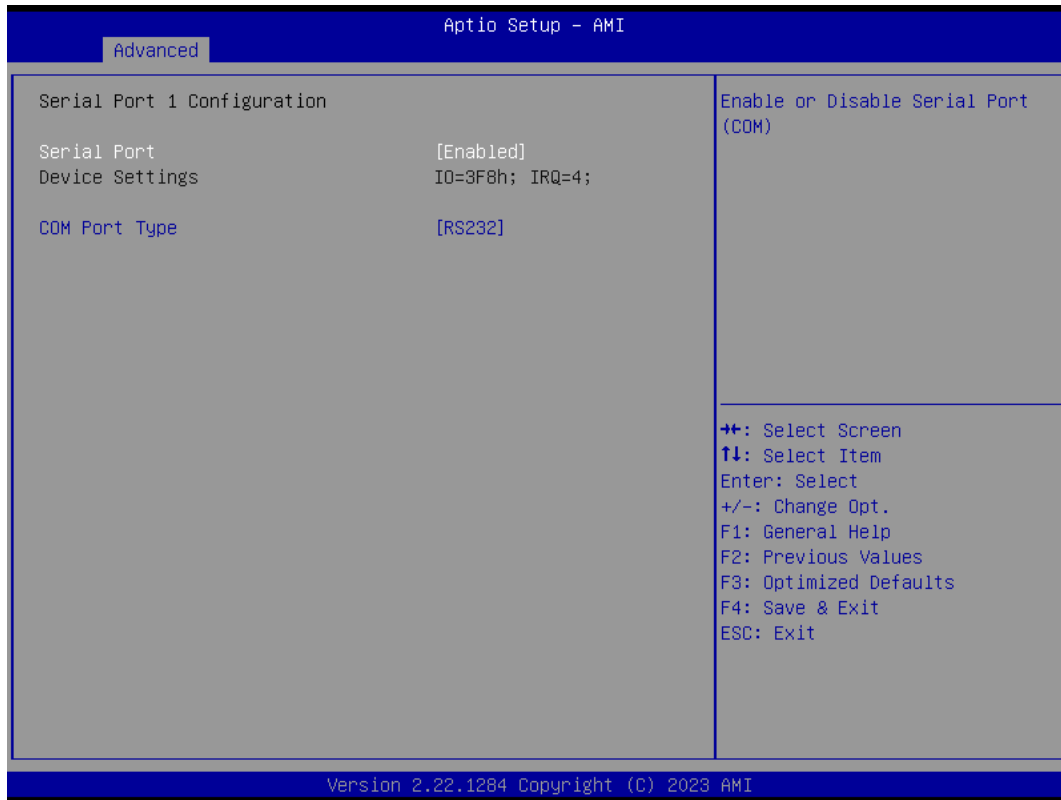 Aptio Setup – AMI
Advanced
Serial Port 1 Configuration
Serial Port [Enabled]
Device Settings IO=3F8h; IRQ=4;
COM Port Type [RS232]
Enable or Disable Serial Port
(COM)
→←: Select Screen
↑↓: Select Item
Enter: Select
+/-: Change Opt.
F1: General Help
F2: Previous Values
F3: Optimized Defaults
F4: Save & Exit
ESC: Exit
Version 2.22.1284 Copyright (C) 2023 AMI